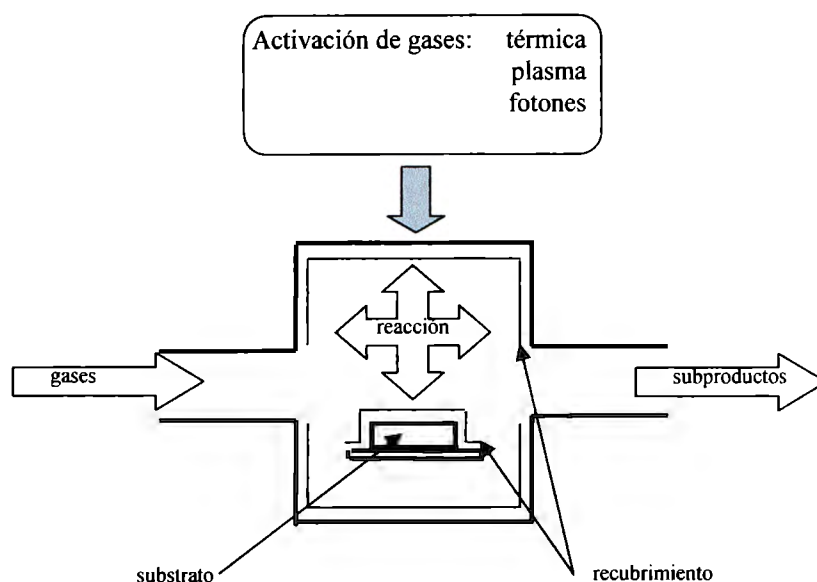 Activación de gases: térmica
plasma
fotones
reacción
gases
subproductos
substrato
recubrimiento